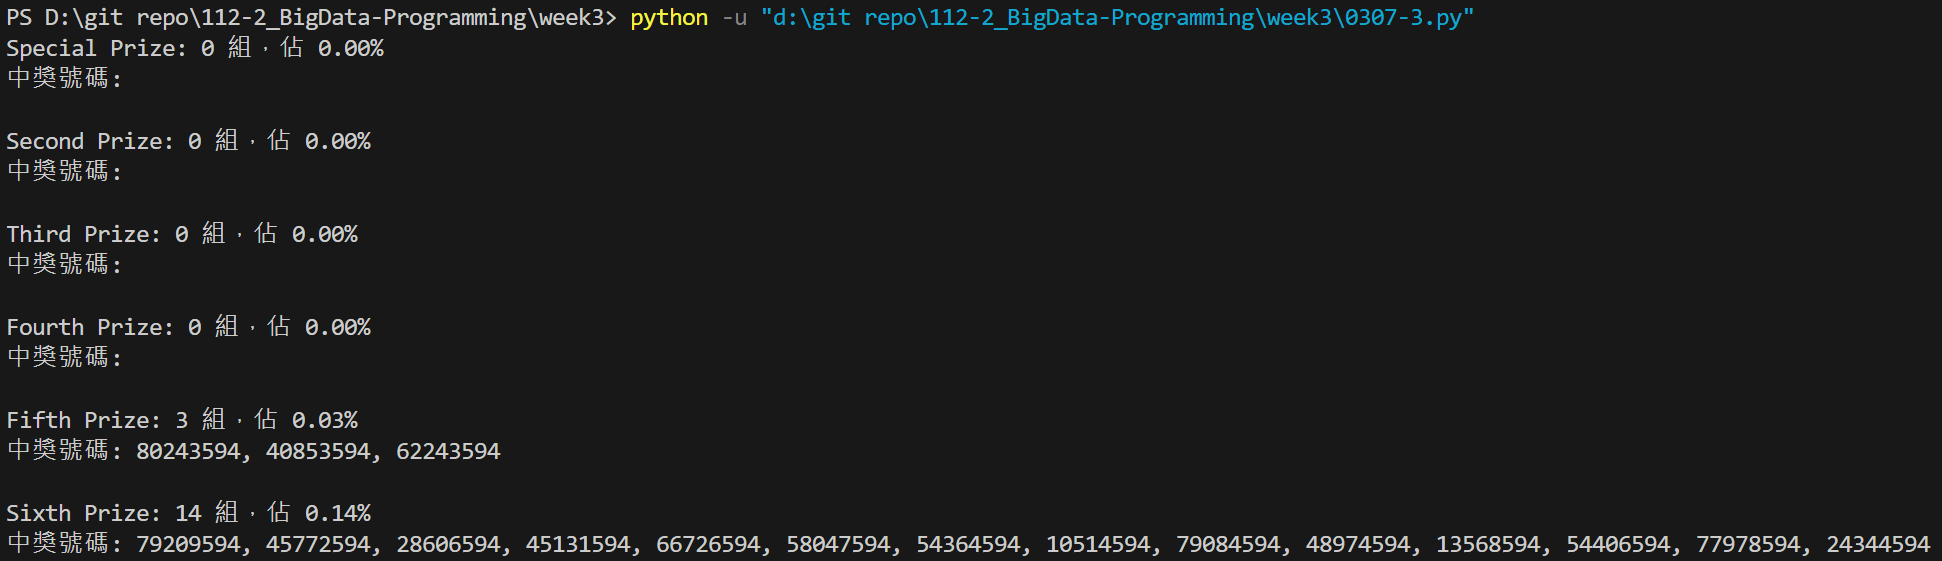 PS D:\git repo\112-2_BigData-Programming\week3> python -u "d:\git repo\112-2_BigData-Programming\week3\0307-3.py"
Special Prize: 0 組，佔 0.00%
中獎號碼:
Second Prize: 0 組，佔 0.00%
中獎號碼:
Third Prize: 0 組，佔 0.00%
中獎號碼:
Fourth Prize: 0 組，佔 0.00%
中獎號碼:
Fifth Prize: 3 組，佔 0.03%
中獎號碼: 80243594, 40853594, 62243594
Sixth Prize: 14 組，佔 0.14%
中獎號碼: 79209594, 45772594, 28606594, 45131594, 66726594, 58047594, 54364594, 10514594, 79084594, 48974594, 13568594, 54406594, 77978594, 24344594